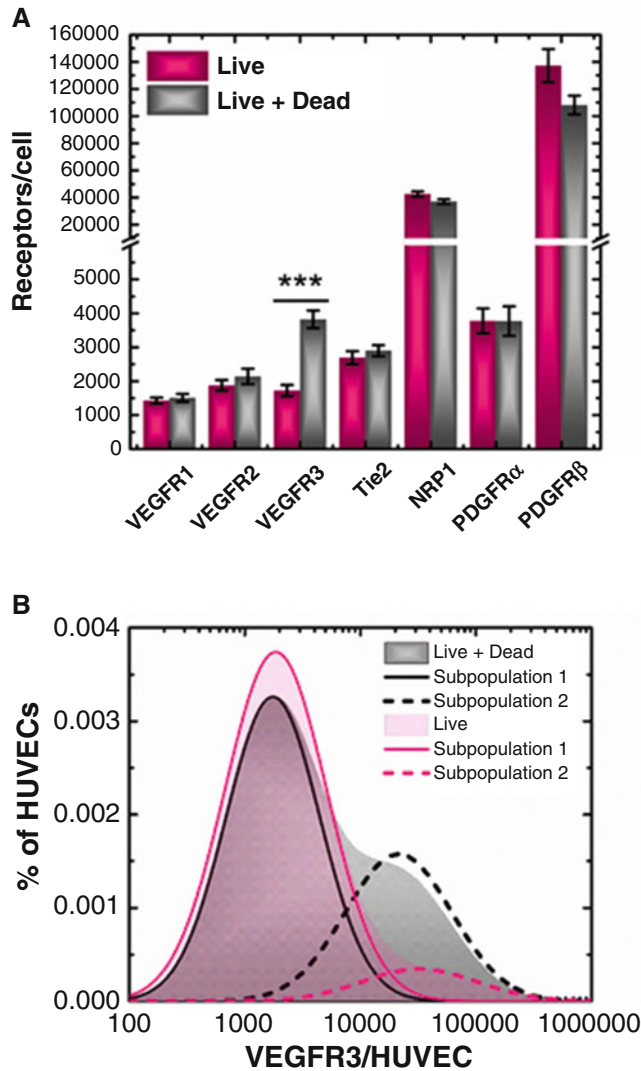 A
160000
140000
120000
100000
80000
60000
40000
20000
5000
4000
3000
2000
1000
0
Receptors/cell
Live
Live + Dead
***
VEGFR1
VEGFR2
VEGFR3
Tie2
NRP1
PDGFRα
PDGFRβ
B
0.004
0.003
0.002
0.001
0.000
% of HUVECs
Live + Dead
Subpopulation 1
Subpopulation 2
Live
Subpopulation 1
Subpopulation 2
100 1000 10000 100000 1000000
VEGFR3/HUVEC